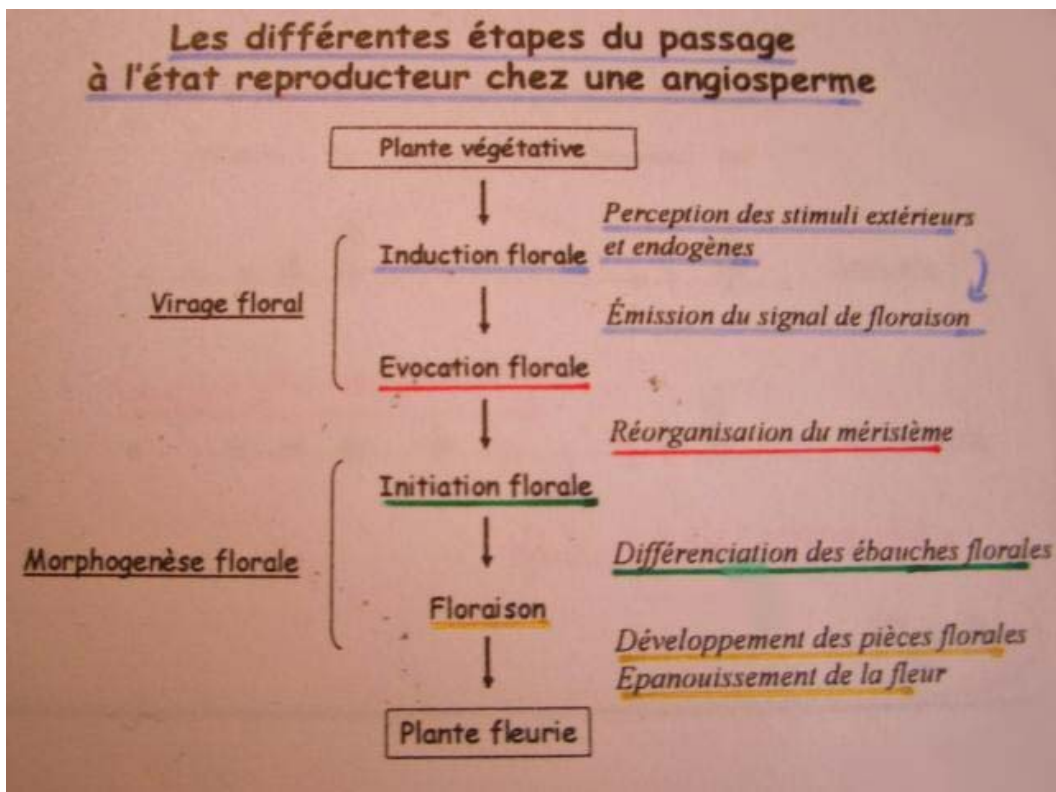 Les différentes étapes du passage
à l'état reproducteur chez une angiosperme
Plante végétative
Perception des stimuli extérieurs
et endogènes
Induction florale
Virage floral
Émission du signal de floraison
Evocation florale
Réorganisation du méristème
Initiation florale
Différenciation des ébauches florales
Morphogenèse florale
Floraison
Développement des pièces florales
Epanouissement de la fleur
Plante fleurie